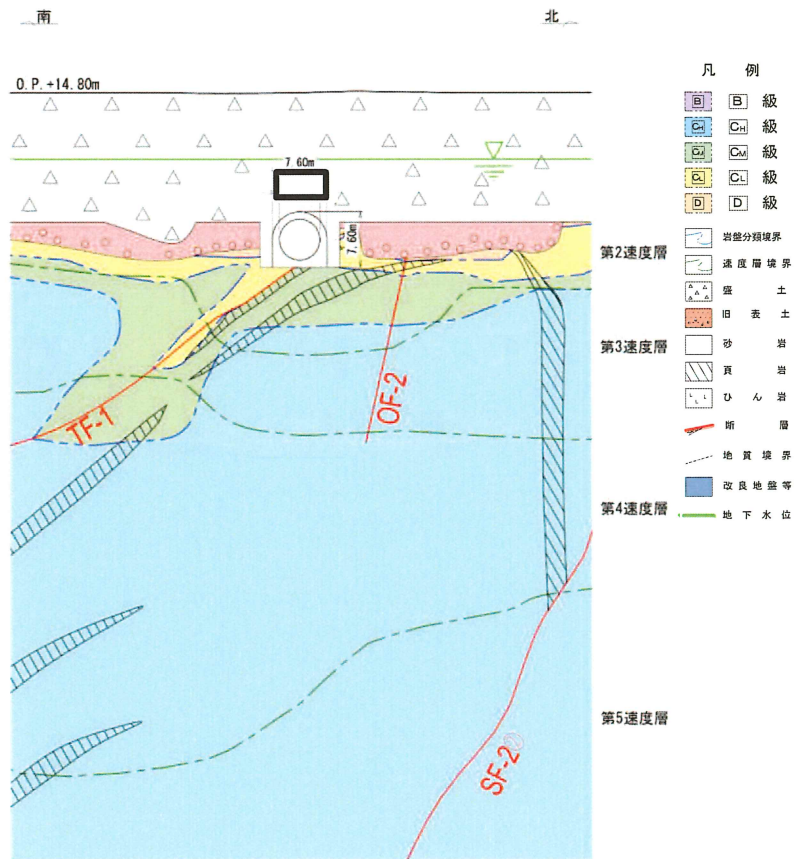 南
北
O.P.+14.80m
7.60m
7.60m
TF-1
OF-2
SF-2
第2速度層
第3速度層
第4速度層
第5速度層
凡例
B B 級
CH CH 級
CM CM 級
CL CL 級
D D 級
岩盤分類境界
速度層境界
盛土
旧表土
砂岩
頁岩
ひん岩
断層
地質境界
改良地盤等
地下水位